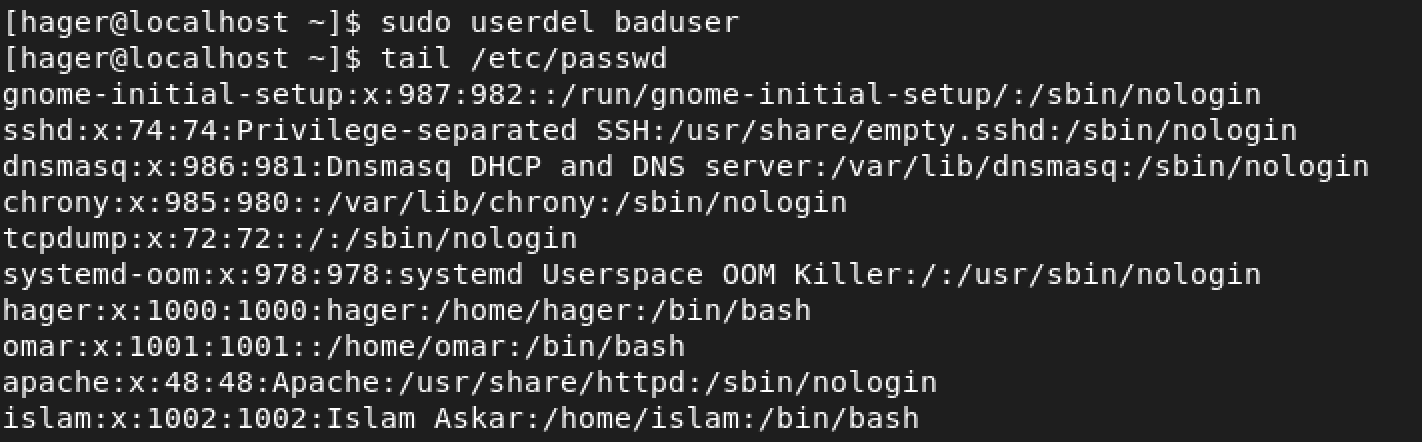 [hager@localhost ~]$ sudo userdel baduser
[hager@localhost ~]$ tail /etc/passwd
gnome-initial-setup:x:987:982::/run/gnome-initial-setup/:/sbin/nologin
sshd:x:74:74:Privilege-separated SSH:/usr/share/empty.sshd:/sbin/nologin
dnsmasq:x:986:981:Dnsmasq DHCP and DNS server:/var/lib/dnsmasq:/sbin/nologin
chrony:x:985:980::/var/lib/chrony:/sbin/nologin
tcpdump:x:72:72::/:/sbin/nologin
systemd-oom:x:978:978:systemd Userspace OOM Killer:/:/usr/sbin/nologin
hager:x:1000:1000:hager:/home/hager:/bin/bash
omar:x:1001:1001::/home/omar:/bin/bash
apache:x:48:48:Apache:/usr/share/httpd:/sbin/nologin
islam:x:1002:1002:Islam Askar:/home/islam:/bin/bash